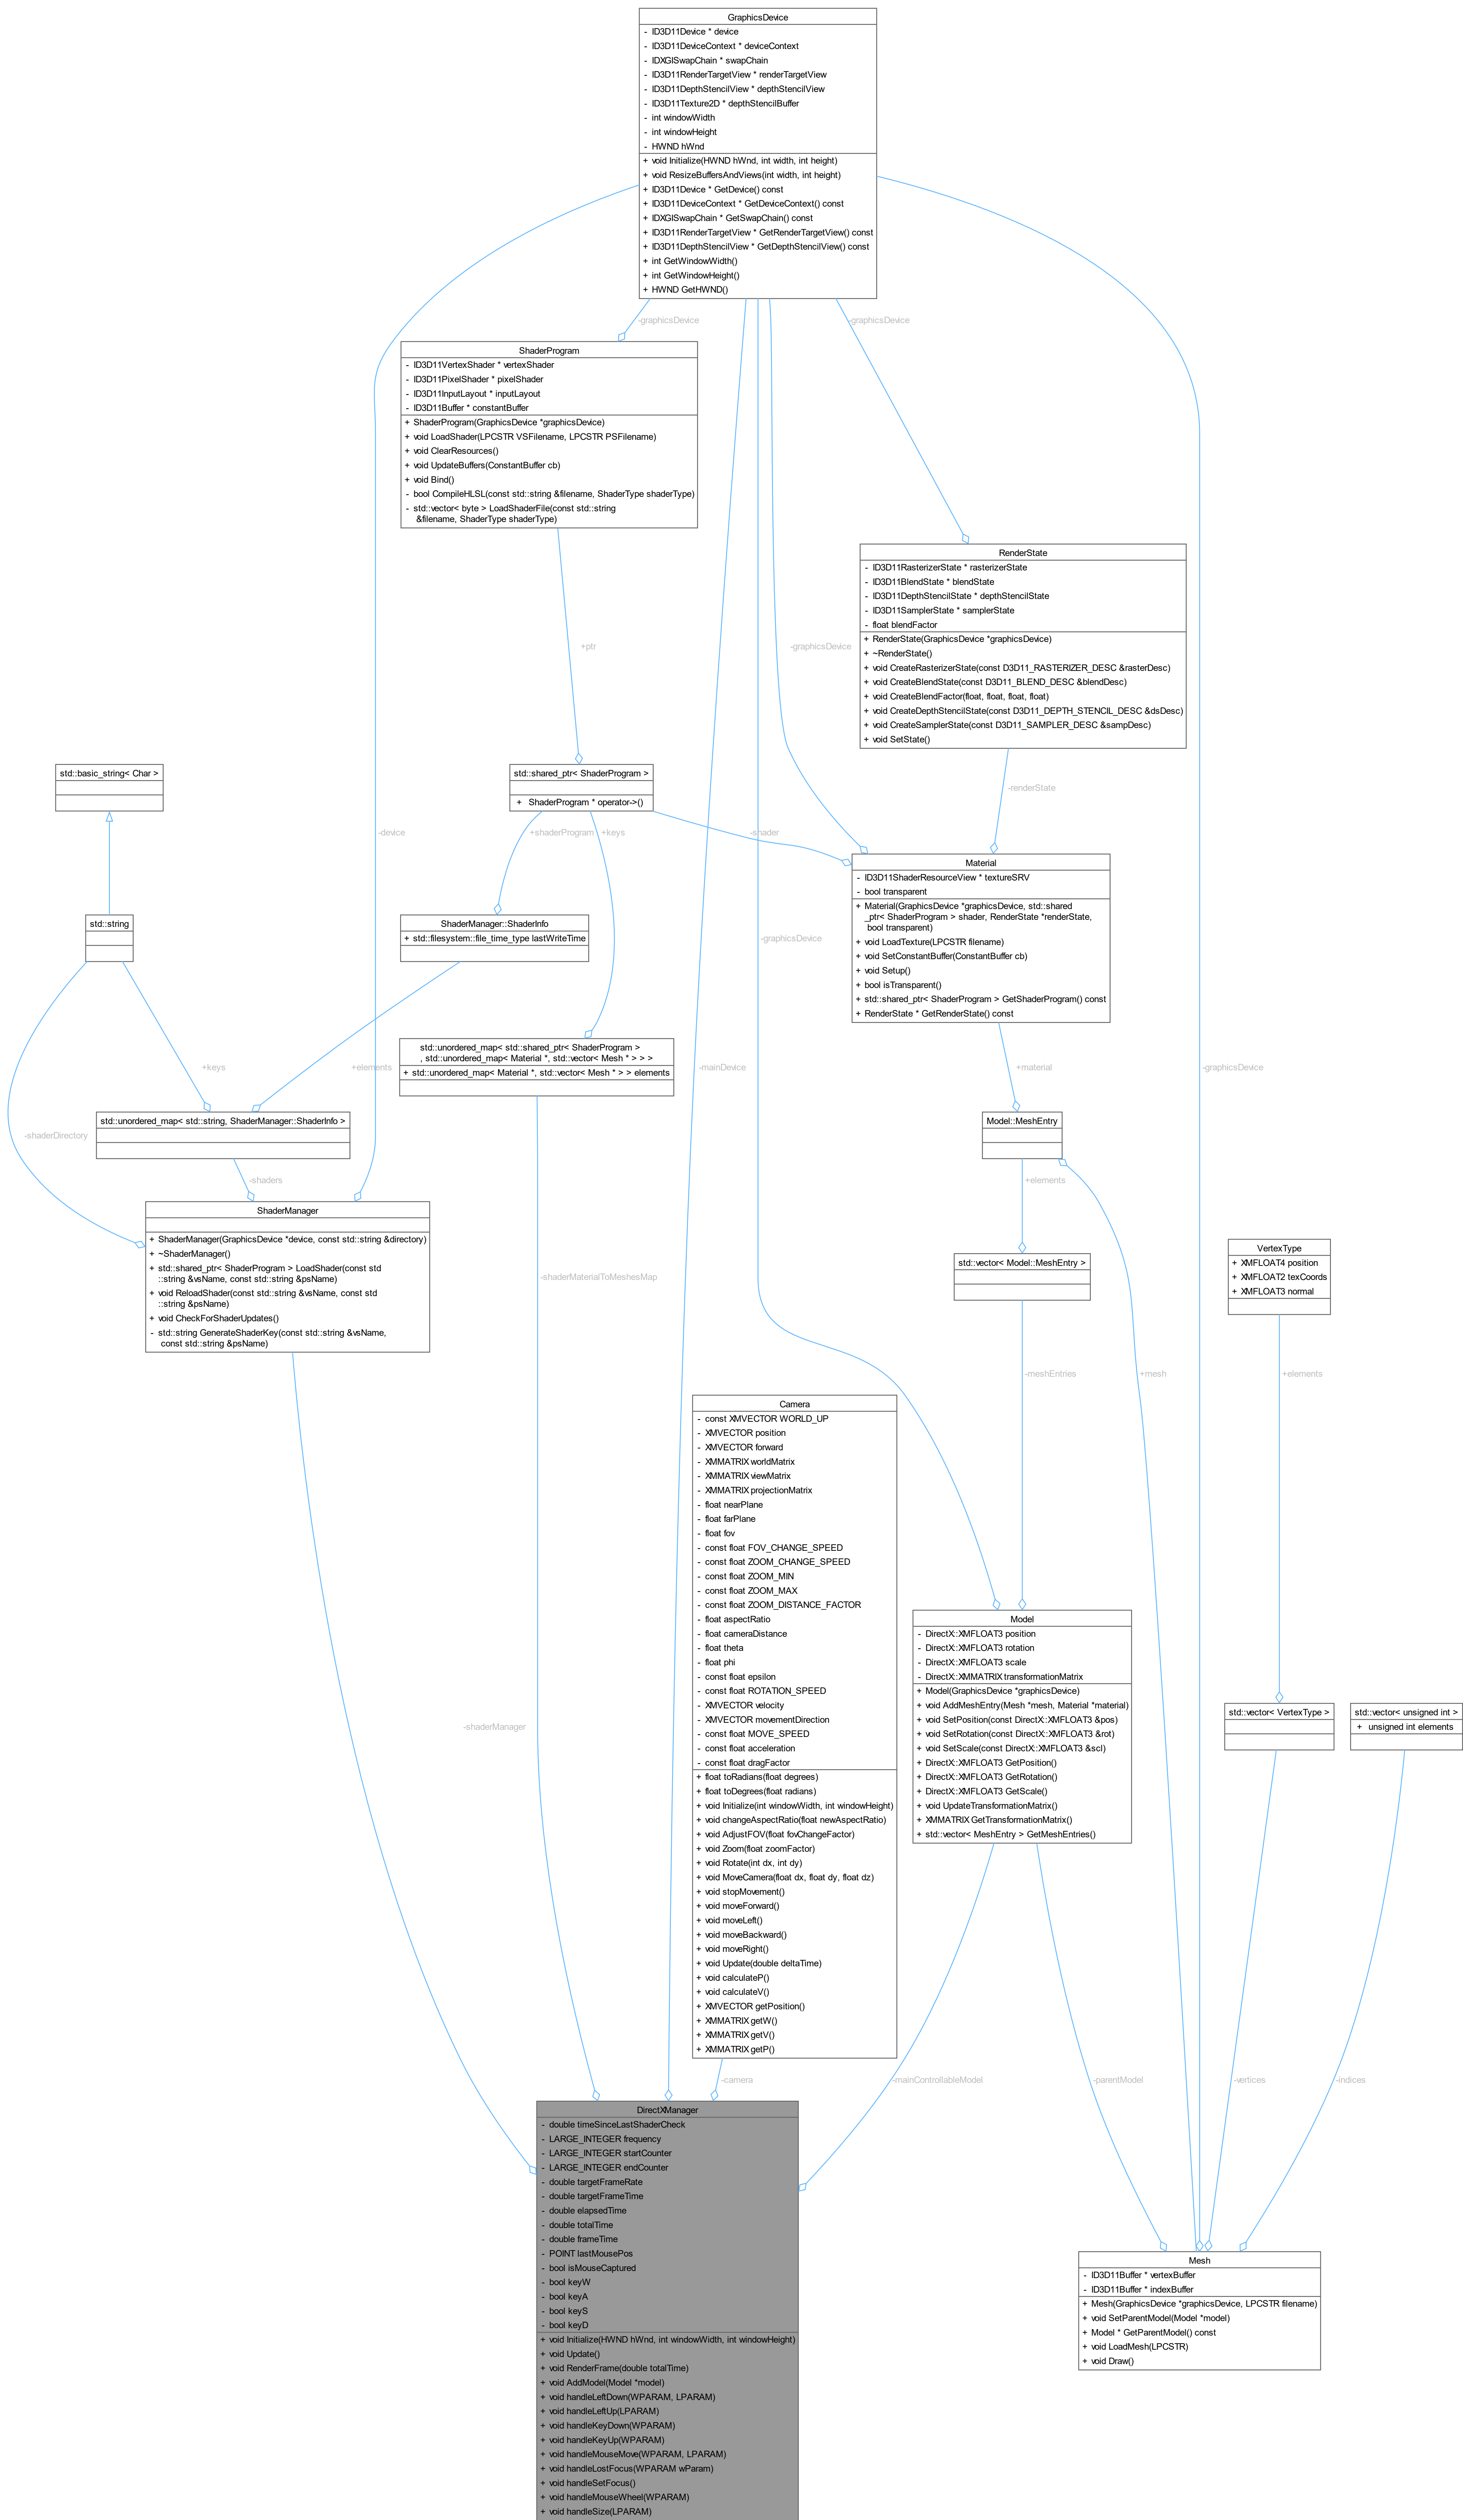 GraphicsDevice
- ID3D11Device * device
- ID3D11DeviceContext * deviceContext
- IDXGISwapChain * swapChain
- ID3D11RenderTargetView * renderTargetView
- ID3D11DepthStencilView * depthStencilView
- ID3D11Texture2D * depthStencilBuffer
- int windowWidth
- int windowHeight
- HWND hWnd
+ void Initialize(HWND hWnd, int width, int height)
+ void ResizeBuffersAndViews(int width, int height)
+ ID3D11Device * GetDevice() const
+ ID3D11DeviceContext * GetDeviceContext() const
+ IDXGISwapChain * GetSwapChain() const
+ ID3D11RenderTargetView * GetRenderTargetView() const
+ ID3D11DepthStencilView * GetDepthStencilView() const
+ int GetWindowWidth()
+ int GetWindowHeight()
+ HWND GetHWND()
-graphicsDevice
-graphicsDevice
ShaderProgram
- ID3D11VertexShader * vertexShader
- ID3D11PixelShader * pixelShader
- ID3D11InputLayout * inputLayout
- ID3D11Buffer * constantBuffer
+ ShaderProgram(GraphicsDevice *graphicsDevice)
+ void LoadShader(LPCSTR VSFilename, LPCSTR PSFilename)
+ void ClearResources()
+ void UpdateBuffers(ConstantBuffer cb)
+ void Bind()
- bool CompileHLSL(const std::string &filename, ShaderType shaderType)
- std::vector< byte > LoadShaderFile(const std::string
&filename, ShaderType shaderType)
RenderState
- ID3D11RasterizerState * rasterizerState
- ID3D11BlendState * blendState
- ID3D11DepthStencilState * depthStencilState
- ID3D11SamplerState * samplerState
- float blendFactor
+ RenderState(GraphicsDevice *graphicsDevice)
+ ~RenderState()
+ void CreateRasterizerState(const D3D11_RASTERIZER_DESC &rasterDesc)
+ void CreateBlendState(const D3D11_BLEND_DESC &blendDesc)
+ void CreateBlendFactor(float, float, float, float)
+ void CreateDepthStencilState(const D3D11_DEPTH_STENCIL_DESC &dsDesc)
+ void CreateSamplerState(const D3D11_SAMPLER_DESC &sampDesc)
+ void SetState()
+ptr
-graphicsDevice
std::basic_string< Char >
std::shared_ptr< ShaderProgram >
+ ShaderProgram * operator->()
-renderState
-device
+shaderProgram
+keys
-shader
Material
- ID3D11ShaderResourceView * textureSRV
- bool transparent
+ Material(GraphicsDevice *graphicsDevice, std::shared
_ptr< ShaderProgram > shader, RenderState *renderState,
bool transparent)
+ void LoadTexture(LPCSTR filename)
+ void SetConstantBuffer(ConstantBuffer cb)
+ void Setup()
+ bool isTransparent()
+ std::shared_ptr< ShaderProgram > GetShaderProgram() const
+ RenderState * GetRenderState() const
std::string
ShaderManager::ShaderInfo
+ std::filesystem::file_time_type lastWriteTime
-graphicsDevice
std::unordered_map< std::shared_ptr< ShaderProgram >
, std::unordered_map< Material *, std::vector< Mesh * > > >
+ std::unordered_map< Material *, std::vector< Mesh * > > elements
+keys
+elements
-mainDevice
+material
-graphicsDevice
std::unordered_map< std::string, ShaderManager::ShaderInfo >
Model::MeshEntry
-shaderDirectory
-shaders
+elements
ShaderManager
+ ShaderManager(GraphicsDevice *device, const std::string &directory)
+ ~ShaderManager()
+ std::shared_ptr< ShaderProgram > LoadShader(const std
::string &vsName, const std::string &psName)
+ void ReloadShader(const std::string &vsName, const std
::string &psName)
+ void CheckForShaderUpdates()
- std::string GenerateShaderKey(const std::string &vsName,
const std::string &psName)
-shaderMaterialToMeshesMap
std::vector< Model::MeshEntry >
VertexType
+ XMFLOAT4 position
+ XMFLOAT2 texCoords
+ XMFLOAT3 normal
-meshEntries
+mesh
+elements
Camera
- const XMVECTOR WORLD_UP
- XMVECTOR position
- XMVECTOR forward
- XMMATRIX worldMatrix
- XMMATRIX viewMatrix
- XMMATRIX projectionMatrix
- float nearPlane
- float farPlane
- float fov
- const float FOV_CHANGE_SPEED
- const float ZOOM_CHANGE_SPEED
- const float ZOOM_MIN
- const float ZOOM_MAX
- const float ZOOM_DISTANCE_FACTOR
- float aspectRatio
- float cameraDistance
- float theta
- float phi
- const float epsilon
- const float ROTATION_SPEED
- XMVECTOR velocity
- XMVECTOR movementDirection
- const float MOVE_SPEED
- const float acceleration
- const float dragFactor
+ float toRadians(float degrees)
+ float toDegrees(float radians)
+ void Initialize(int windowWidth, int windowHeight)
+ void changeAspectRatio(float newAspectRatio)
+ void AdjustFOV(float fovChangeFactor)
+ void Zoom(float zoomFactor)
+ void Rotate(int dx, int dy)
+ void MoveCamera(float dx, float dy, float dz)
+ void stopMovement()
+ void moveForward()
+ void moveLeft()
+ void moveBackward()
+ void moveRight()
+ void Update(double deltaTime)
+ void calculateP()
+ void calculateV()
+ XMVECTOR getPosition()
+ XMMATRIX getW()
+ XMMATRIX getV()
+ XMMATRIX getP()
Model
- DirectX::XMFLOAT3 position
- DirectX::XMFLOAT3 rotation
- DirectX::XMFLOAT3 scale
- DirectX::XMMATRIX transformationMatrix
+ Model(GraphicsDevice *graphicsDevice)
+ void AddMeshEntry(Mesh *mesh, Material *material)
+ void SetPosition(const DirectX::XMFLOAT3 &pos)
+ void SetRotation(const DirectX::XMFLOAT3 &rot)
+ void SetScale(const DirectX::XMFLOAT3 &scl)
+ DirectX::XMFLOAT3 GetPosition()
+ DirectX::XMFLOAT3 GetRotation()
+ DirectX::XMFLOAT3 GetScale()
+ void UpdateTransformationMatrix()
+ XMMATRIX GetTransformationMatrix()
+ std::vector< MeshEntry > GetMeshEntries()
std::vector< VertexType >
std::vector< unsigned int >
+ unsigned int elements
-shaderManager
-camera
-mainControllableModel
-parentModel
-vertices
-indices
DirectXManager
- double timeSinceLastShaderCheck
- LARGE_INTEGER frequency
- LARGE_INTEGER startCounter
- LARGE_INTEGER endCounter
- double targetFrameRate
- double targetFrameTime
- double elapsedTime
- double totalTime
- double frameTime
- POINT lastMousePos
- bool isMouseCaptured
- bool keyW
- bool keyA
- bool keyS
- bool keyD
+ void Initialize(HWND hWnd, int windowWidth, int windowHeight)
+ void Update()
+ void RenderFrame(double totalTime)
+ void AddModel(Model *model)
+ void handleLeftDown(WPARAM, LPARAM)
+ void handleLeftUp(LPARAM)
+ void handleKeyDown(WPARAM)
+ void handleKeyUp(WPARAM)
+ void handleMouseMove(WPARAM, LPARAM)
+ void handleLostFocus(WPARAM wParam)
+ void handleSetFocus()
+ void handleMouseWheel(WPARAM)
+ void handleSize(LPARAM)
Mesh
- ID3D11Buffer * vertexBuffer
- ID3D11Buffer * indexBuffer
+ Mesh(GraphicsDevice *graphicsDevice, LPCSTR filename)
+ void SetParentModel(Model *model)
+ Model * GetParentModel() const
+ void LoadMesh(LPCSTR)
+ void Draw()